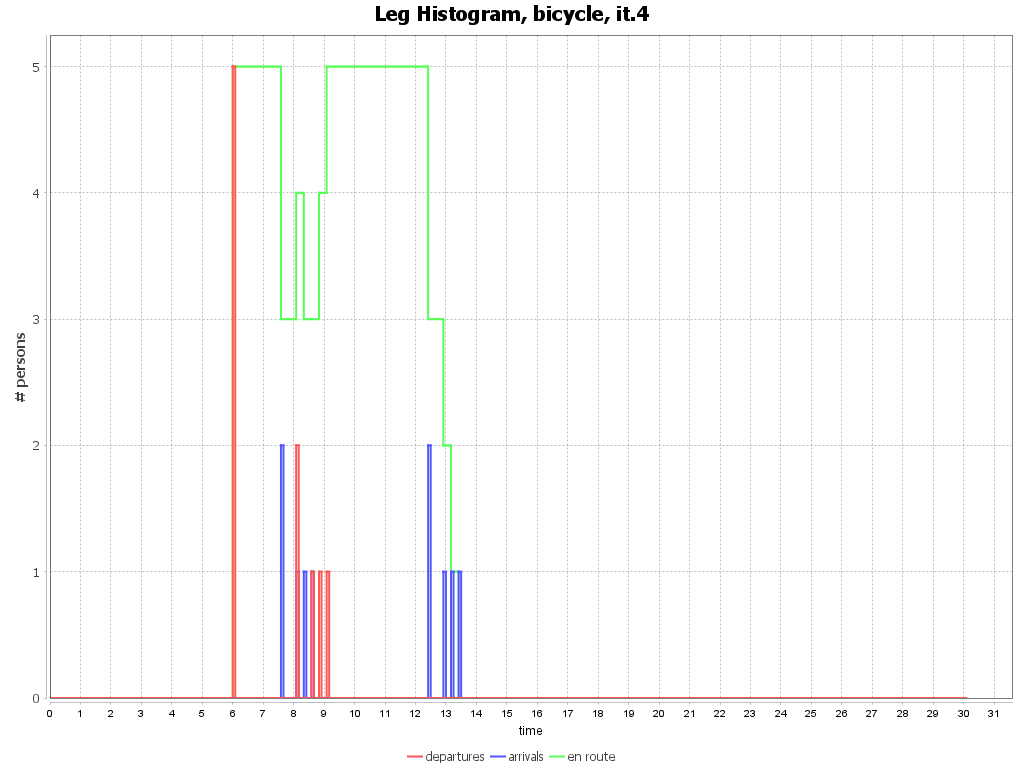 Leg Histogram, bicycle, it.4
# persons
5
4
3
2
1
0
0 1 2 3 4 5 6 7 8 9 10 11 12 13 14 15 16 17 18 19 20 21 22 23 24 25 26 27 28 29 30 31
time
departures arrivals en route